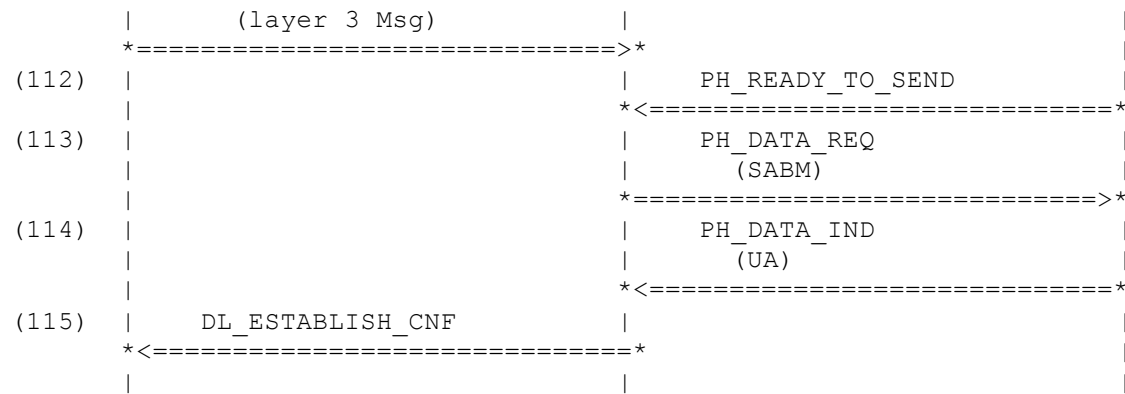 | (layer 3 Msg) | |
*==============================>* |
(112) | | PH_READY_TO_SEND |
| *<=============================*
(113) | | PH_DATA_REQ |
| | (SABM) |
| *=============================>*
(114) | | PH_DATA_IND |
| | (UA) |
| *<=============================*
(115) | DL_ESTABLISH_CNF | |
*<==============================* |
| | |